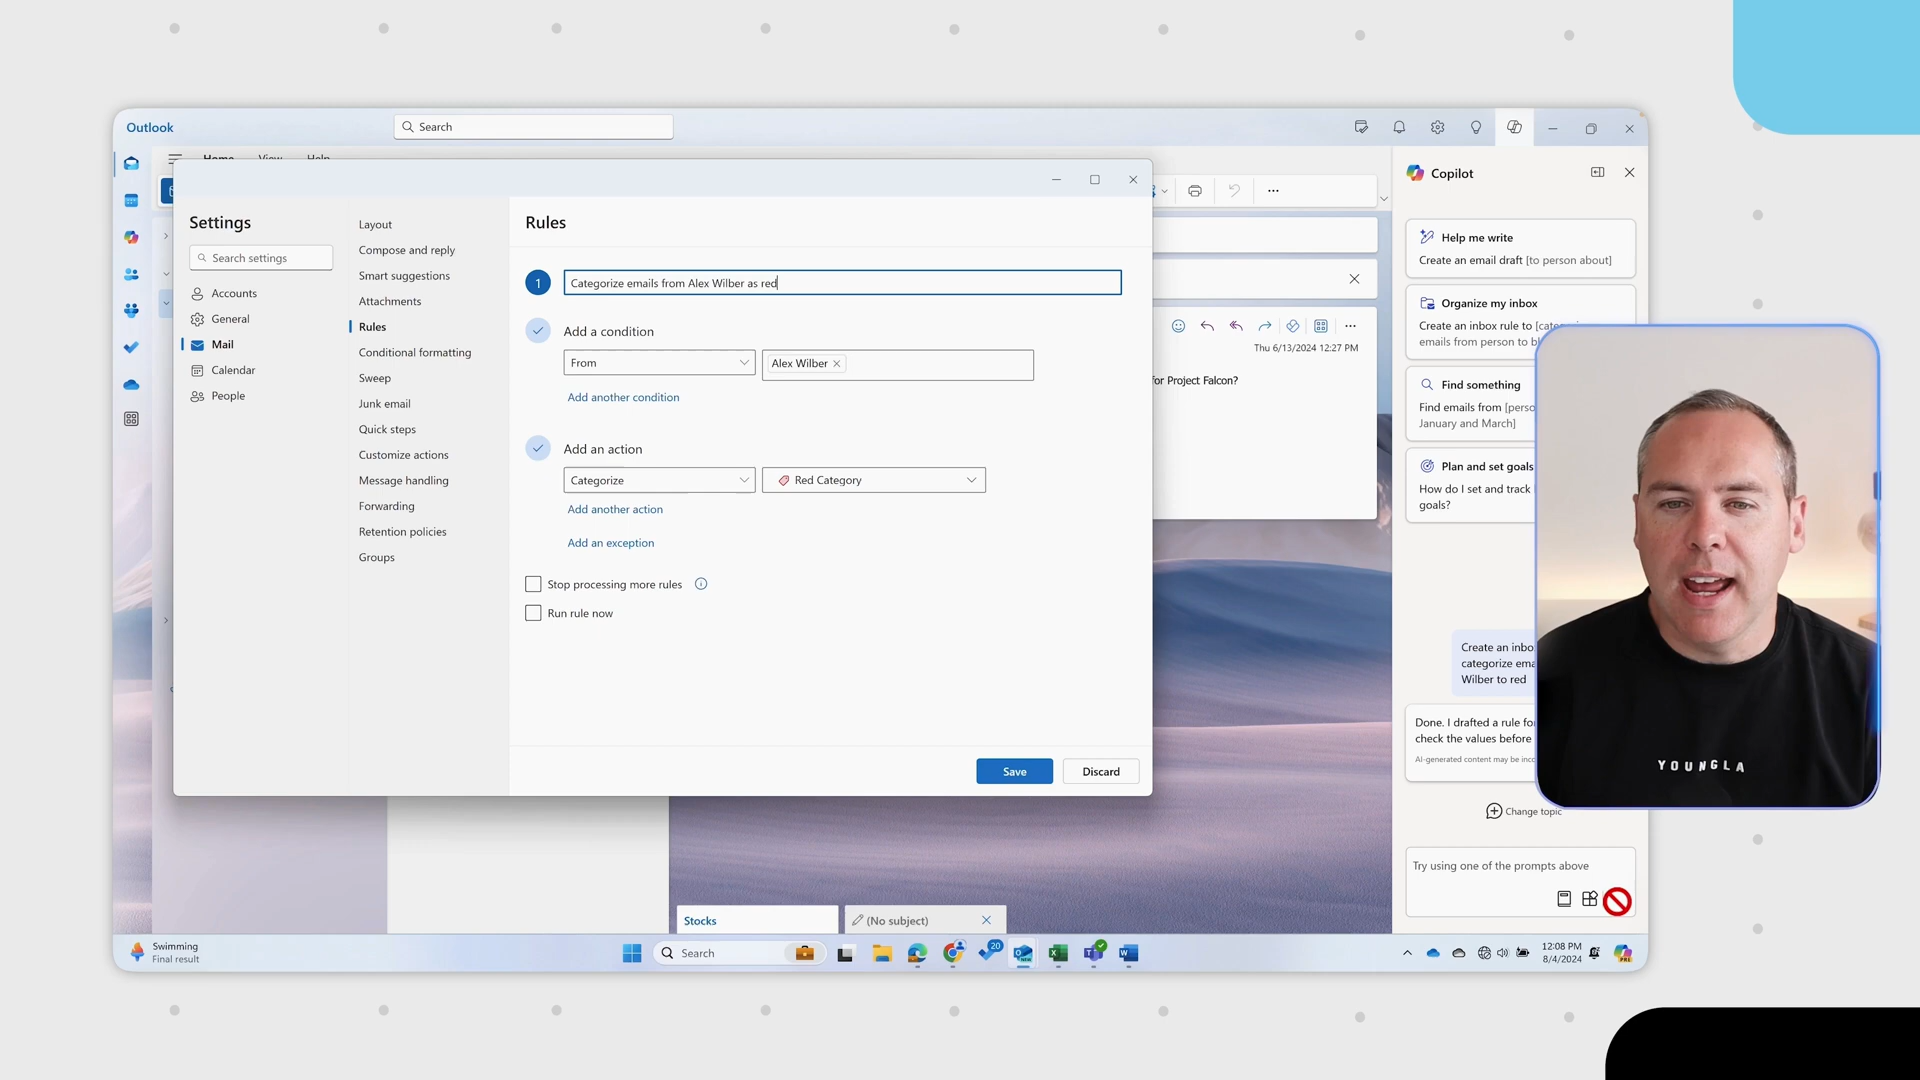 Outlook
Search
Home View Help
Settings
Search settings
Accounts
General
Mail
Calendar
People
Layout
Compose and reply
Smart suggestions
Attachments
Rules
Conditional formatting
Sweep
Junk email
Quick steps
Customize actions
Message handling
Forwarding
Retention policies
Groups
Rules
1
Categorize emails from Alex Wilber as red
Add a condition
From
Alex Wilber
Add another condition
Add an action
Categorize
Red Category
Add another action
Add an exception
Stop processing more rules
Run rule now
Save
Discard
Thu 6/13/2024 12:27 PM
for Project Falcon?
Copilot
Help me write
Create an email draft [to person about]
Organize my inbox
Create an inbox rule to [cate
emails from person to bl
Find something
Find emails from [perso
January and March]
Plan and set goals
How do I set and track
goals?
Create an inbo
categorize ema
Wilber to red
Done. I drafted a rule fo
check the values before
AI-generated content may be inc
Change topic
Try using one of the prompts above
YOUNGLA
Stocks
(No subject)
Swimming
Final result
Search
20
12:08 PM
8/4/2024